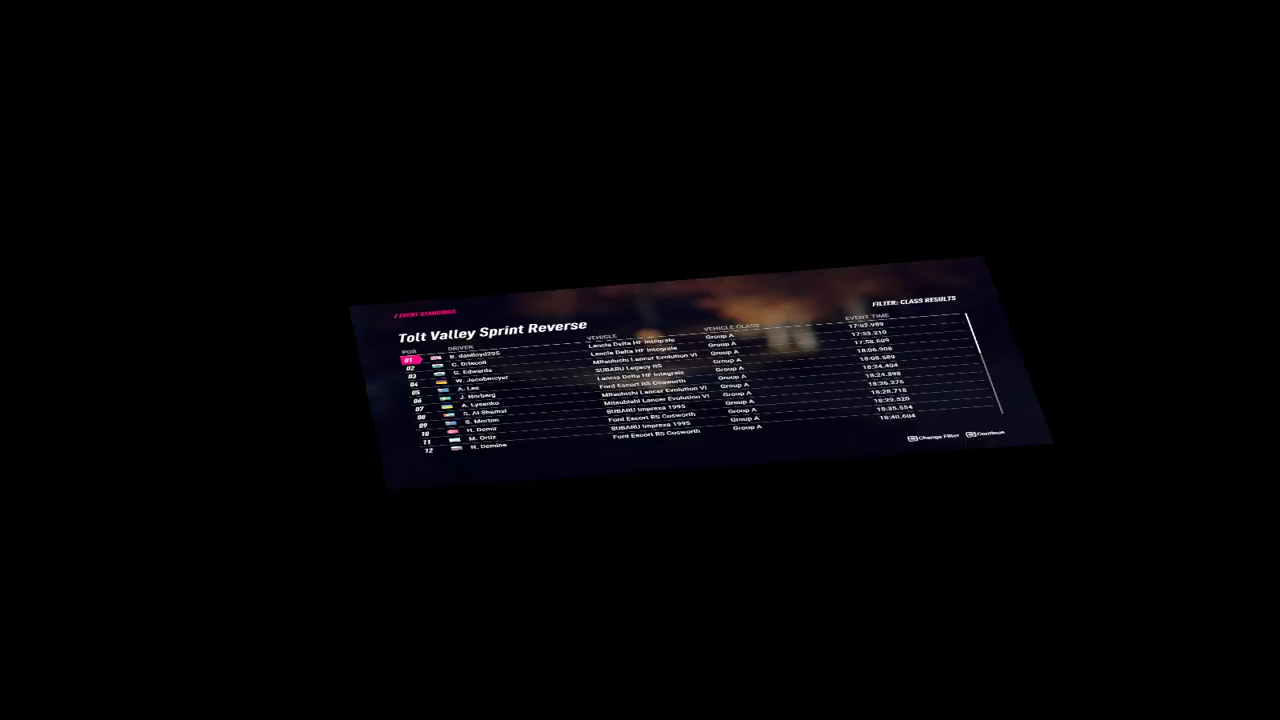 / EVENT STANDINGS
Tolt Valley Sprint Reverse
FILTER: CLASS RESULTS
POS DRIVER VEHICLE VEHICLE CLASS EVENT TIME
01 B. danlloyd295 Lancia Delta HF Integrale Group A 17:52.989
02 C. Driscoll Lancia Delta HF Integrale Group A 17:53.210
03 C. Edwards Mitsubishi Lancer Evolution VI Group A 17:58.609
04 W. Jacobmeyer SUBARU Legacy RS Group A 18:06.908
05 A. Lec Lancia Delta HF Integrale Group A 18:08.589
06 J. Norberg Ford Escort RS Cosworth Group A 18:24.404
07 A. Lysenko Mitsubishi Lancer Evolution VI Group A 18:24.898
08 S. Al Shamsi Mitsubishi Lancer Evolution VI Group A 18:26.276
09 S. Morton SUBARU Impreza 1995 Group A 18:28.718
10 H. Demir Ford Escort RS Cosworth Group A 18:29.520
11 M. Ortiz SUBARU Impreza 1995 Group A 18:35.554
12 N. Demine Ford Escort RS Cosworth Group A 18:40.604
Change Filter Continue